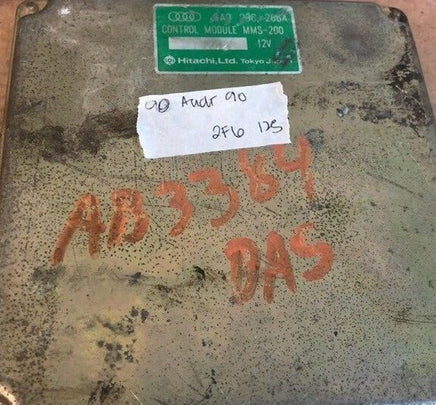 CONTROL MODULE MMS-200
12V
Hitachi, Ltd. Tokyo Japan
90 Audi 90
2F6 125
AB3384
DAS